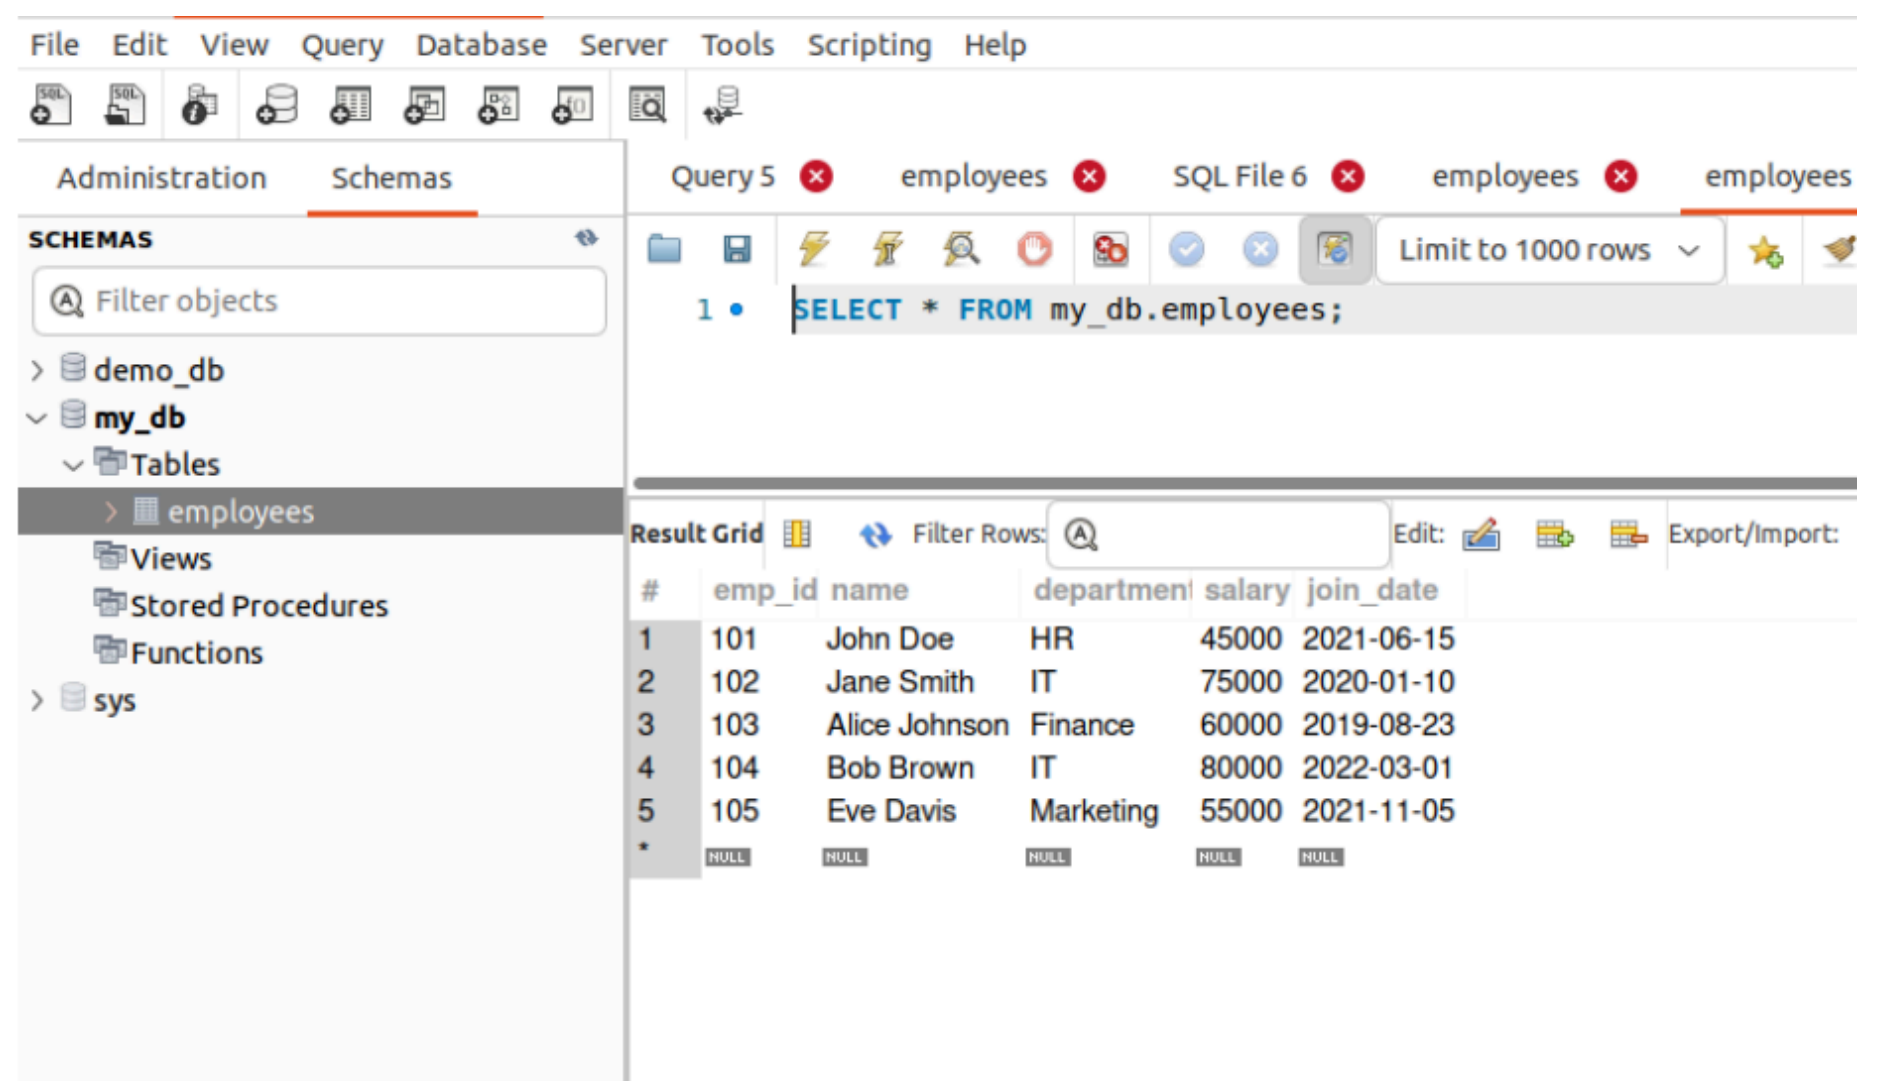 File Edit View Query Database Server Tools Scripting Help
SQL SQL f()
Administration Schemas
Query 5 employees SQL File 6 employees employees
SCHEMAS
Limit to 1000 rows
Filter objects
1 SELECT * FROM my_db.employees;
demo_db
my_db
Tables
employees
Views
Stored Procedures
Functions
sys
Result Grid Filter Rows: Edit: Export/Import:
# emp_id name department salary join_date
1 101 John Doe HR 45000 2021-06-15
2 102 Jane Smith IT 75000 2020-01-10
3 103 Alice Johnson Finance 60000 2019-08-23
4 104 Bob Brown IT 80000 2022-03-01
5 105 Eve Davis Marketing 55000 2021-11-05
* NULL NULL NULL NULL NULL